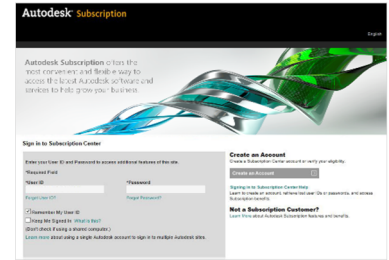 Autodesk Subscription
English
Autodesk Subscription offers the
most convenient and flexible way to
access the latest Autodesk software and
services to help grow your business.
Sign in to Subscription Center
Enter your User ID and Password to access additional features of this site.
*Required Field
*User ID
*Password
Forgot User ID?
Forgot Password?
Remember My User ID
Keep Me Signed In What is this?
(Don't check if using a shared computer.)
Learn more about using a single Autodesk account to sign in to multiple Autodesk sites.
Create an Account
Create a Subscription Center account or verify your eligibility.
Create an Account
Signing in to Subscription Center Help
Learn to create an account, retrieve lost user IDs or passwords, and access
Subscription benefits.
Not a Subscription Customer?
Learn More about Autodesk Subscription features and benefits.